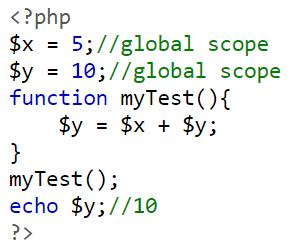 <?php
$x = 5;//global scope
$y = 10;//global scope
function myTest(){
    $y = $x + $y;
}
myTest();
echo $y;//10
?>